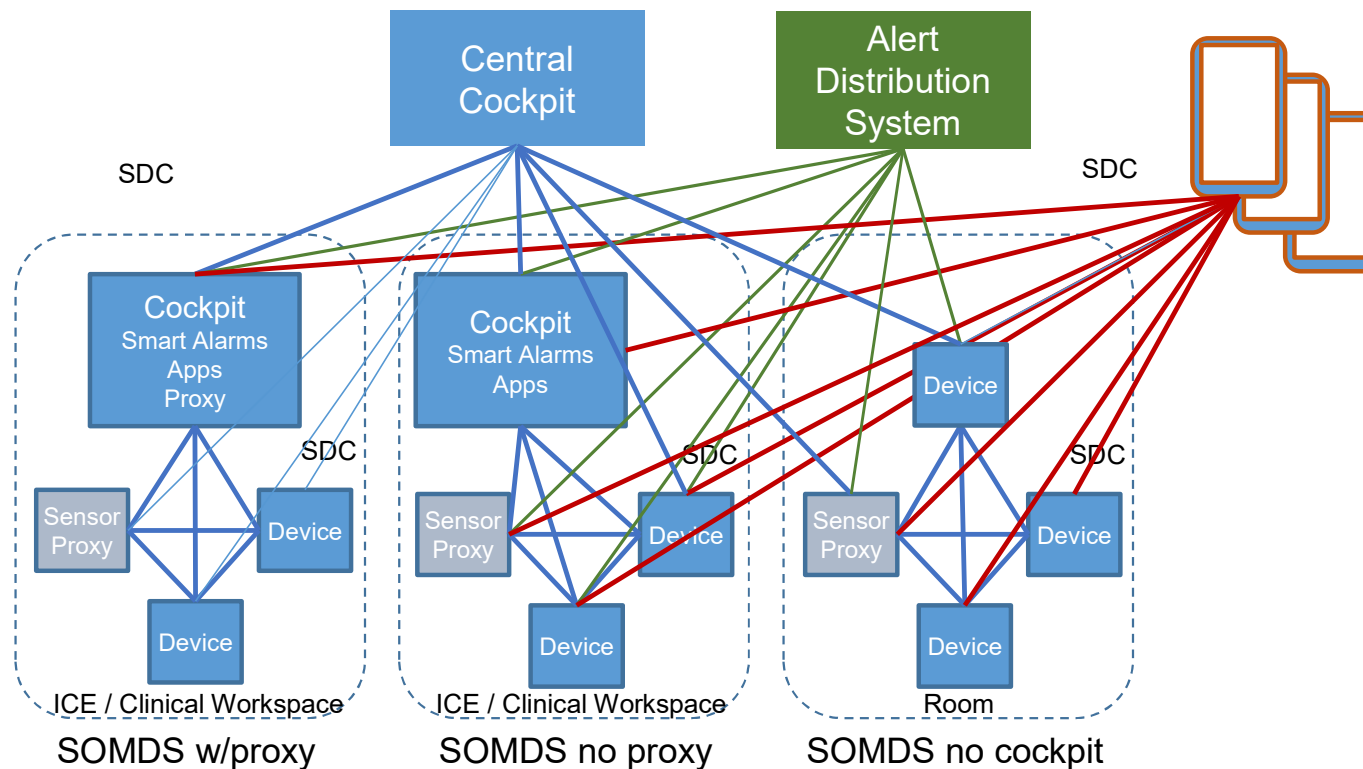 Central
Cockpit
Alert
Distribution
System
SDC
SDC
Cockpit
Smart Alarms
Apps
Proxy
Cockpit
Smart Alarms
Apps
Device
SDC
SDC
SDC
Sensor
Proxy
Device
Sensor
Proxy
Device
Sensor
Proxy
Device
Device
Device
Device
ICE / Clinical Workspace
ICE / Clinical Workspace
Room
SOMDS w/proxy
SOMDS no proxy
SOMDS no cockpit